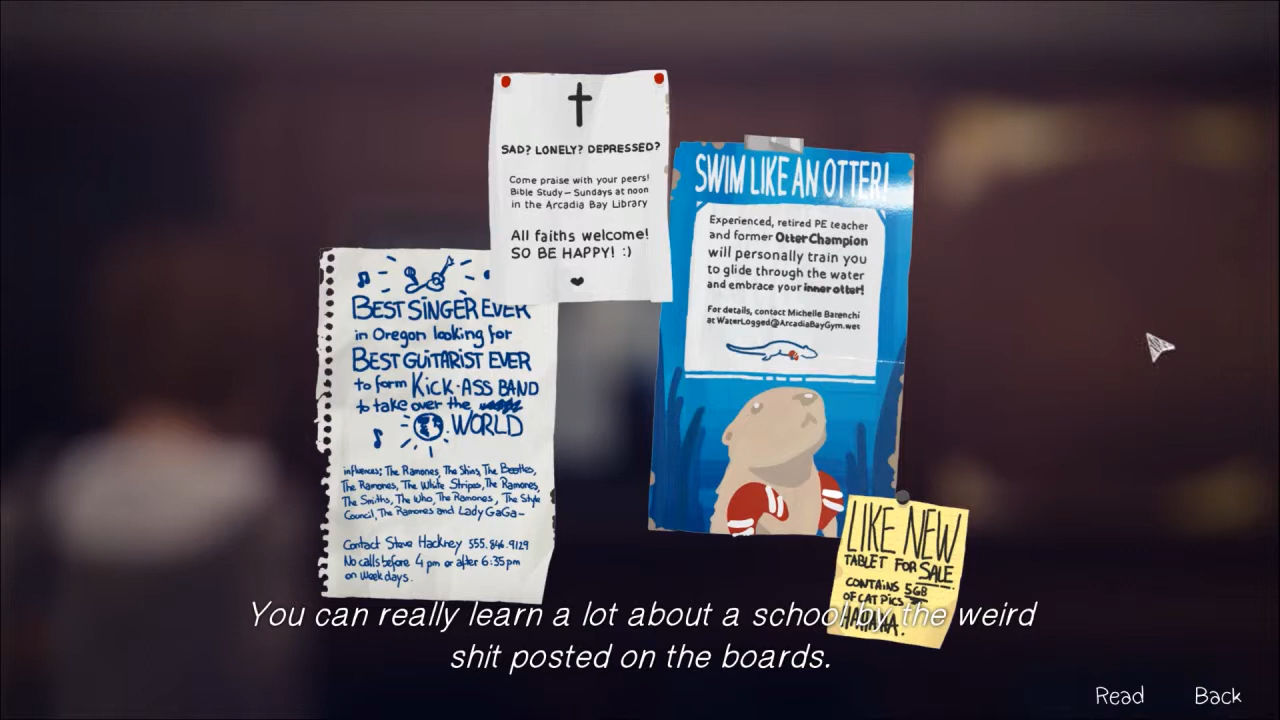 SAD? LONELY? DEPRESSED?
Come praise with your peers!
Bible Study – Sundays at noon
in the Arcadia Bay Library
All faiths welcome!
SO BE HAPPY! :)
SWIM LIKE AN OTTER!
Experienced, retired PE teacher
and former Otter Champion
will personally train you
to glide through the water
and embrace your inner otter!
For details, contact Michelle Barenchi
at WaterLogged@ArcadiaBayGym.wet
BEST SINGER EVER
in Oregon looking for
BEST GUITARIST EVER
to form KICK-ASS BAND
to take over the
WORLD
influences: The Ramones, The Shins, The Beatles,
The Ramones, The White Stripes, The Ramones,
The Smiths, The Who, The Ramones, The Style
Council, The Ramones and Lady GaGa-
Contact Steve Hackney 555.846.9129
No calls before 4 pm or after 6:35pm
on weekdays.
LIKE NEW
TABLET FOR SALE
CONTAINS 5GB
OF CAT PICS
HAHAHA.
You can really learn a lot about a school by the weird
shit posted on the boards.
Read Back